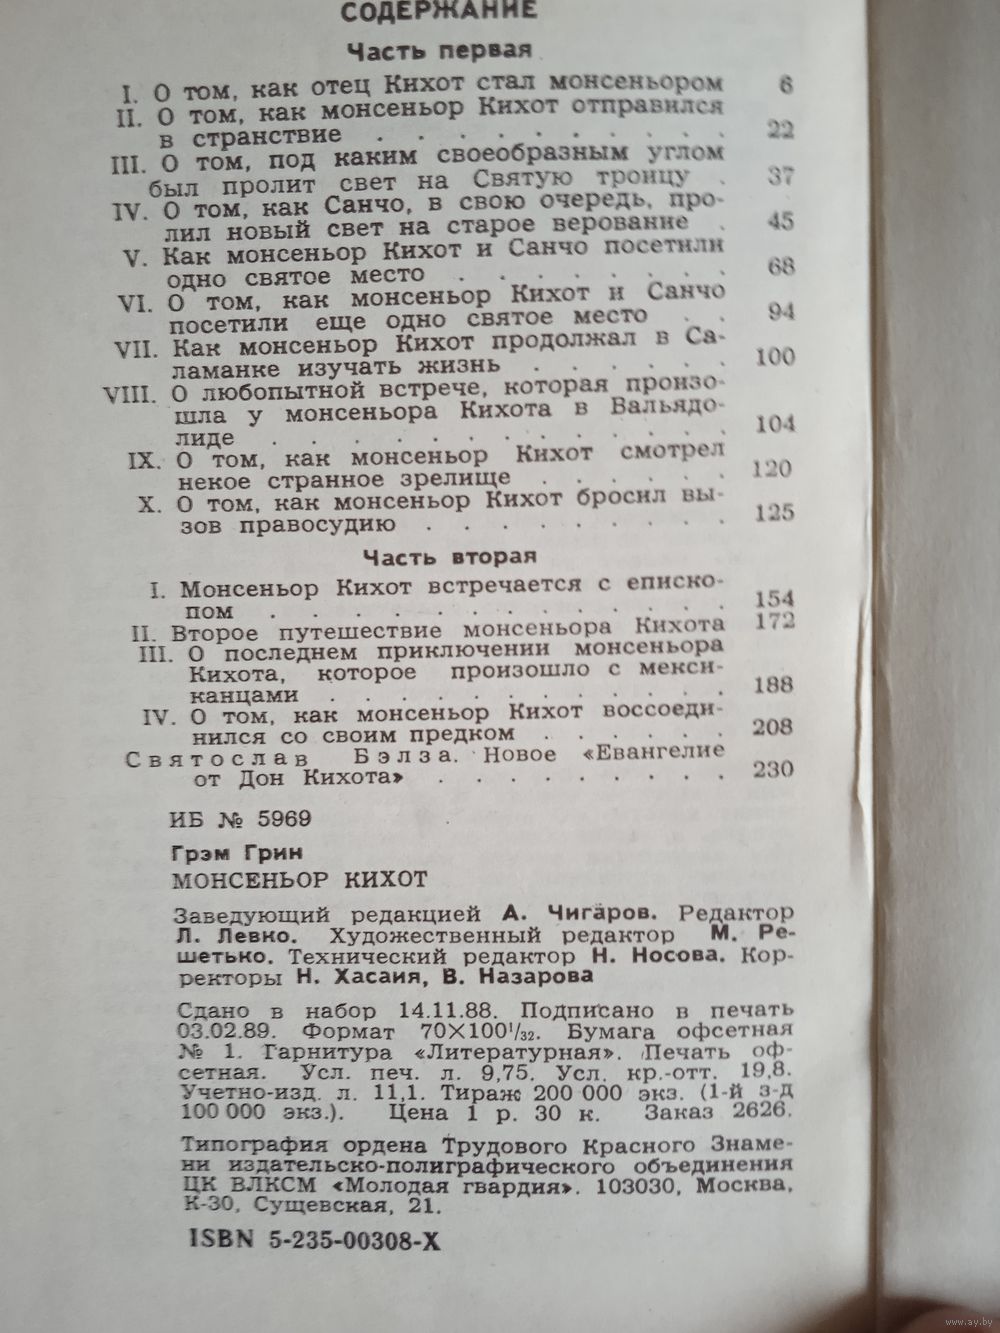 СОДЕРЖАНИЕ
Часть первая
I. О том, как отец Кихот стал монсеньором 6
II. О том, как монсеньор Кихот отправился
в странствие . . . . . . . . . 22
III. О том, под каким своеобразным углом
был пролит свет на Святую троицу . 37
IV. О том, как Санчо, в свою очередь, про-
лил новый свет на старое верование . 45
V. Как монсеньор Кихот и Санчо посетили
одно святое место . . . . . . . 68
VI. О том, как монсеньор Кихот и Санчо
посетили еще одно святое место . . 94
VII. Как монсеньор Кихот продолжал в Са-
ламанке изучать жизнь . . . . . . 100
VIII. О любопытной встрече, которая произо-
шла у монсеньора Кихота в Вальядо-
лиде . . . . . . . . . . . . 104
IX. О том, как монсеньор Кихот смотрел
некое странное зрелище . . . . . . 120
X. О том, как монсеньор Кихот бросил вы-
зов правосудию . . . . . . . . 125
Часть вторая
I. Монсеньор Кихот встречается с еписко-
пом . . . . . . . . . . . . . 154
II. Второе путешествие монсеньора Кихота 172
III. О последнем приключении монсеньора
Кихота, которое произошло с мекси-
канцами . . . . . . . . . . . 188
IV. О том, как монсеньор Кихот воссоеди-
нился со своим предком . . . . . . 208
Святослав Бэлза. Новое «Евангелие
от Дон Кихота» . . . . . . . . . 230
ИБ № 5969
Грэм Грин
МОНСЕНЬОР КИХОТ
Заведующий редакцией А. Чигаров. Редактор
Л. Левко. Художественный редактор М. Ре-
шетько. Технический редактор Н. Носова. Кор-
ректоры Н. Хасаия, В. Назарова
Сдано в набор 14.11.88. Подписано в печать
03.02.89. Формат 70×100¹/₃₂. Бумага офсетная
№ 1. Гарнитура «Литературная». Печать оф-
сетная. Усл. печ. л. 9,75. Усл. кр.-отт. 19,8.
Учетно-изд. л. 11,1. Тираж 200 000 экз. (1-й з-д
100 000 экз.). Цена 1 р. 30 к. Заказ 2626.
Типография ордена Трудового Красного Знаме-
ни издательско-полиграфического объединения
ЦК ВЛКСМ «Молодая гвардия». 103030, Москва,
К-30, Сущевская, 21.
ISBN 5-235-00308-X
www.ay.by